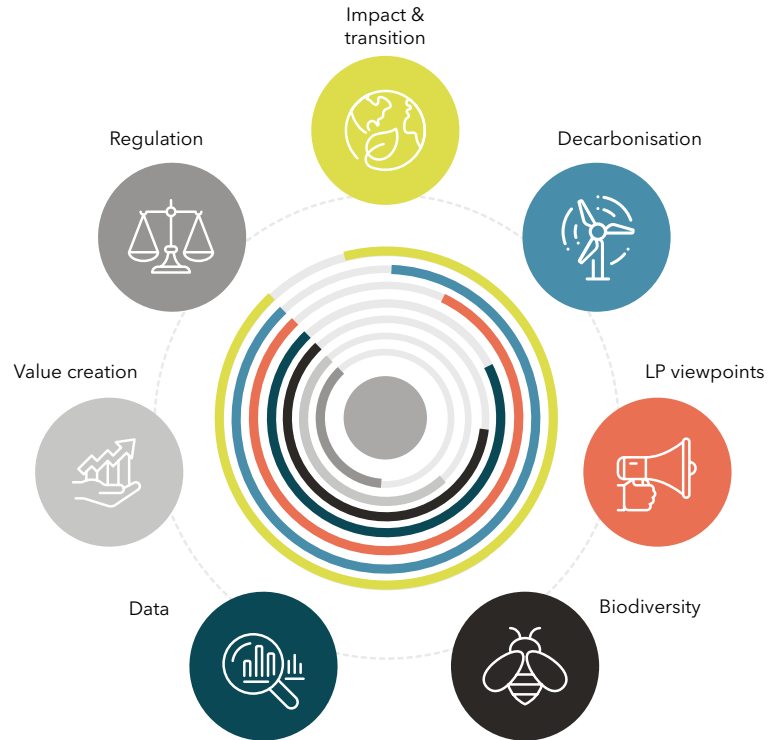 Impact &
transition
Regulation
Decarbonisation
Value creation
LP viewpoints
Data
Biodiversity